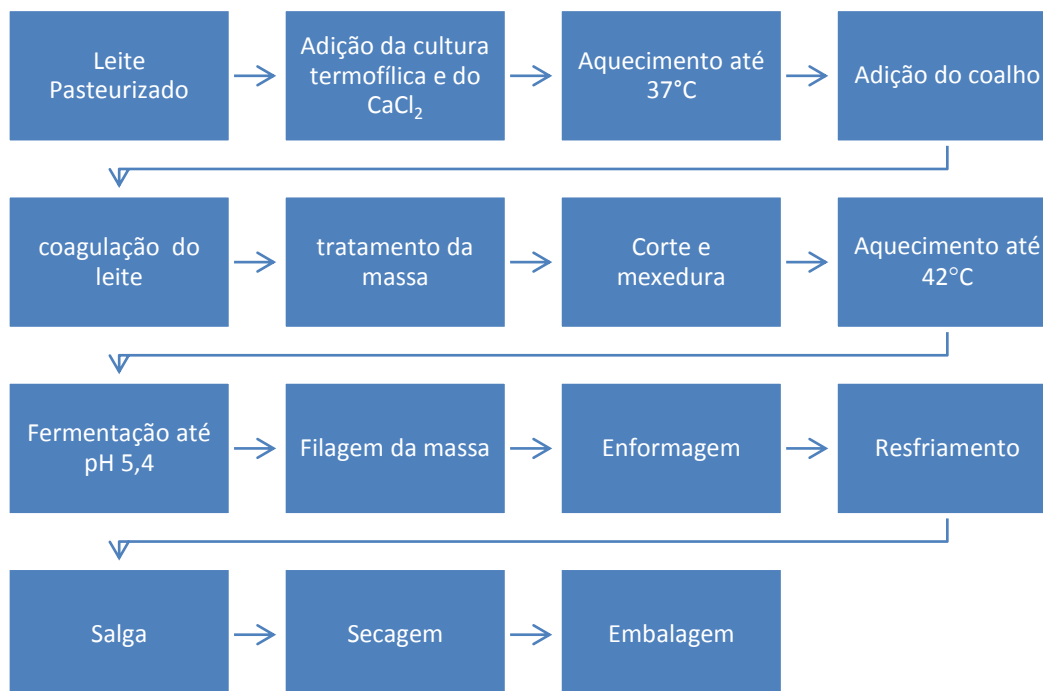 Leite
Pasteurizado
Adição da cultura
termofílica e do
CaCl₂
Aquecimento até
37°C
Adição do coalho
coagulação do
leite
tratamento da
massa
Corte e
mexedura
Aquecimento até
42°C
Fermentação até
pH 5,4
Filagem da massa
Enformagem
Resfriamento
Salga
Secagem
Embalagem